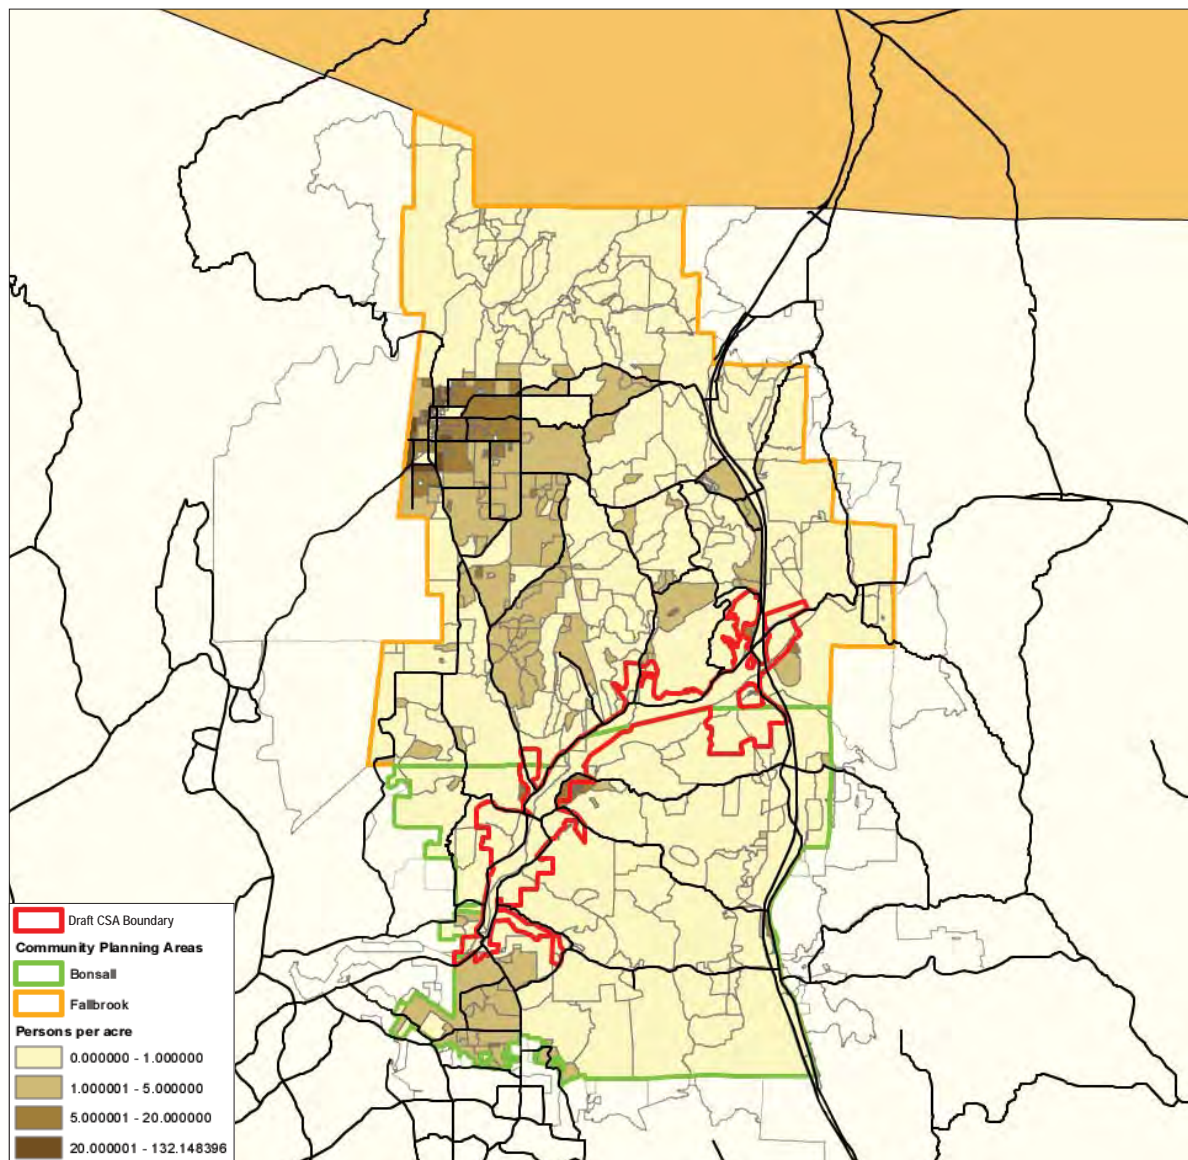 Draft CSA Boundary
Community Planning Areas
Bonsall
Fallbrook
Persons per acre
0.000000 - 1.000000
1.000001 - 5.000000
5.000001 - 20.000000
20.000001 - 132.148396